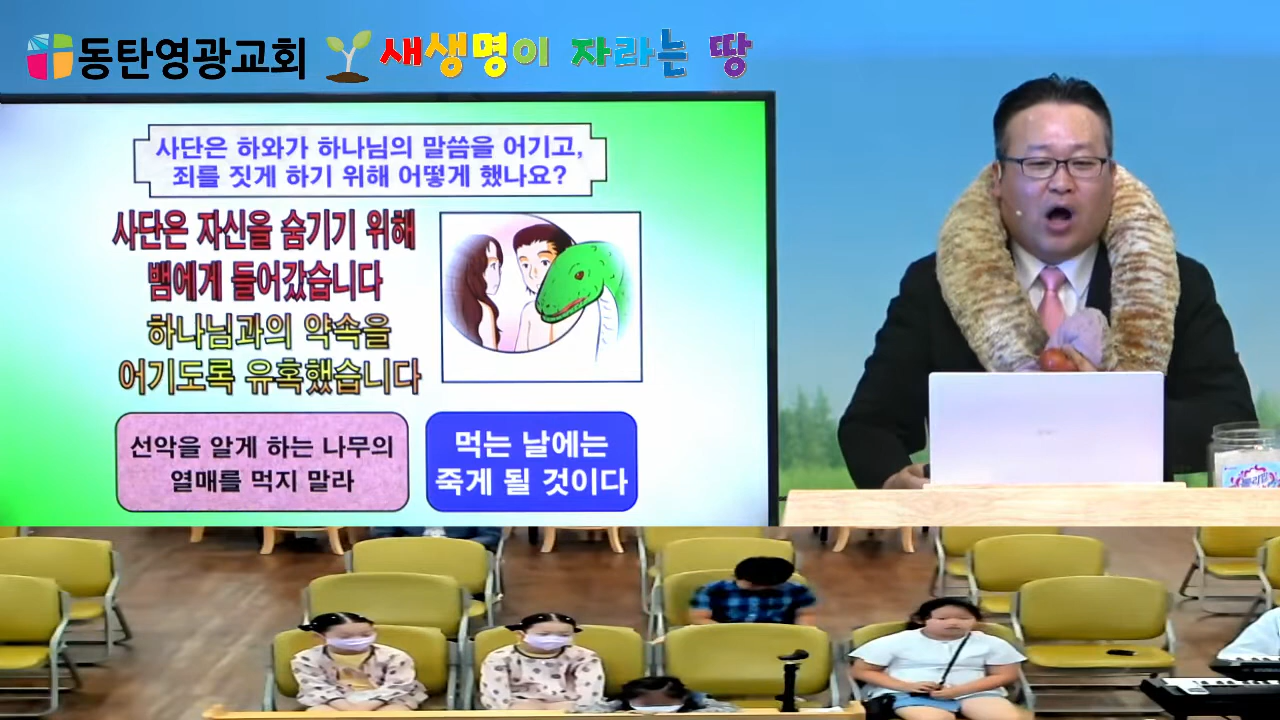 동탄영광교회 새생명이 자라는 땅
사단은 하와가 하나님의 말씀을 어기고,
죄를 짓게 하기 위해 어떻게 했나요?
사단은 자신을 숨기기 위해
뱀에게 들어갔습니다
하나님과의 약속을
어기도록 유혹했습니다
선악을 알게 하는 나무의
열매를 먹지 말라
먹는 날에는
죽게 될 것이다